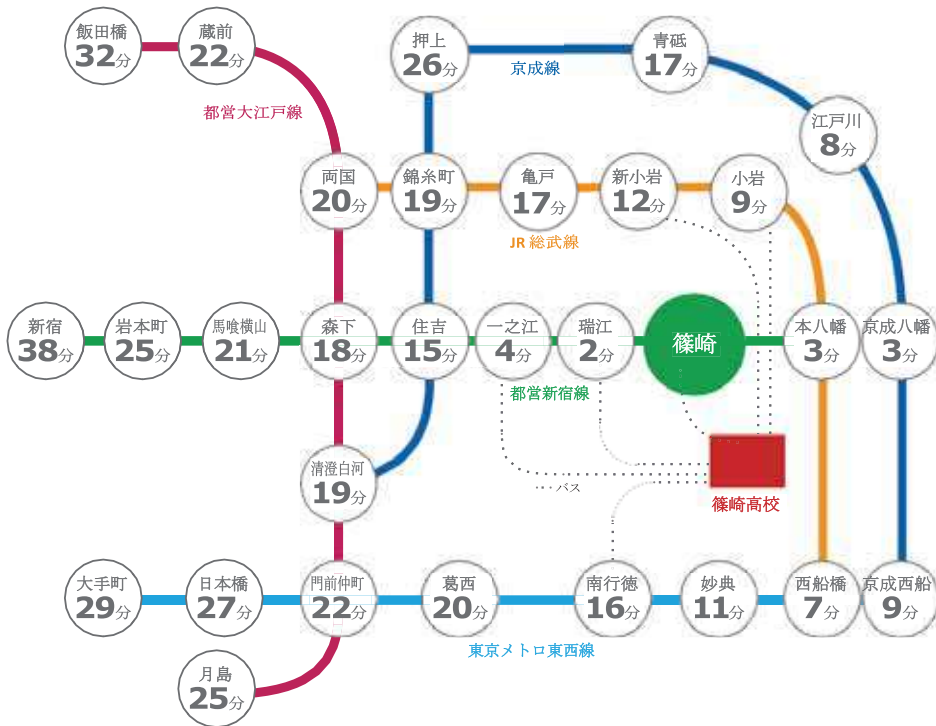 飯田橋
32分
蔵前
22分
押上
26分
京成線
青砥
17分
都営大江戸線
江戸川
8分
両国
20分
錦糸町
19分
亀戸
17分
新小岩
12分
小岩
9分
JR 総武線
新宿
38分
岩本町
25分
馬喰横山
21分
森下
18分
住吉
15分
一之江
4分
瑞江
2分
篠崎
本八幡
3分
京成八幡
3分
都営新宿線
清澄白河
19分
バス
篠崎高校
大手町
29分
日本橋
27分
門前仲町
22分
葛西
20分
南行徳
16分
妙典
11分
西船橋
7分
京成西船
9分
東京メトロ東西線
月島
25分